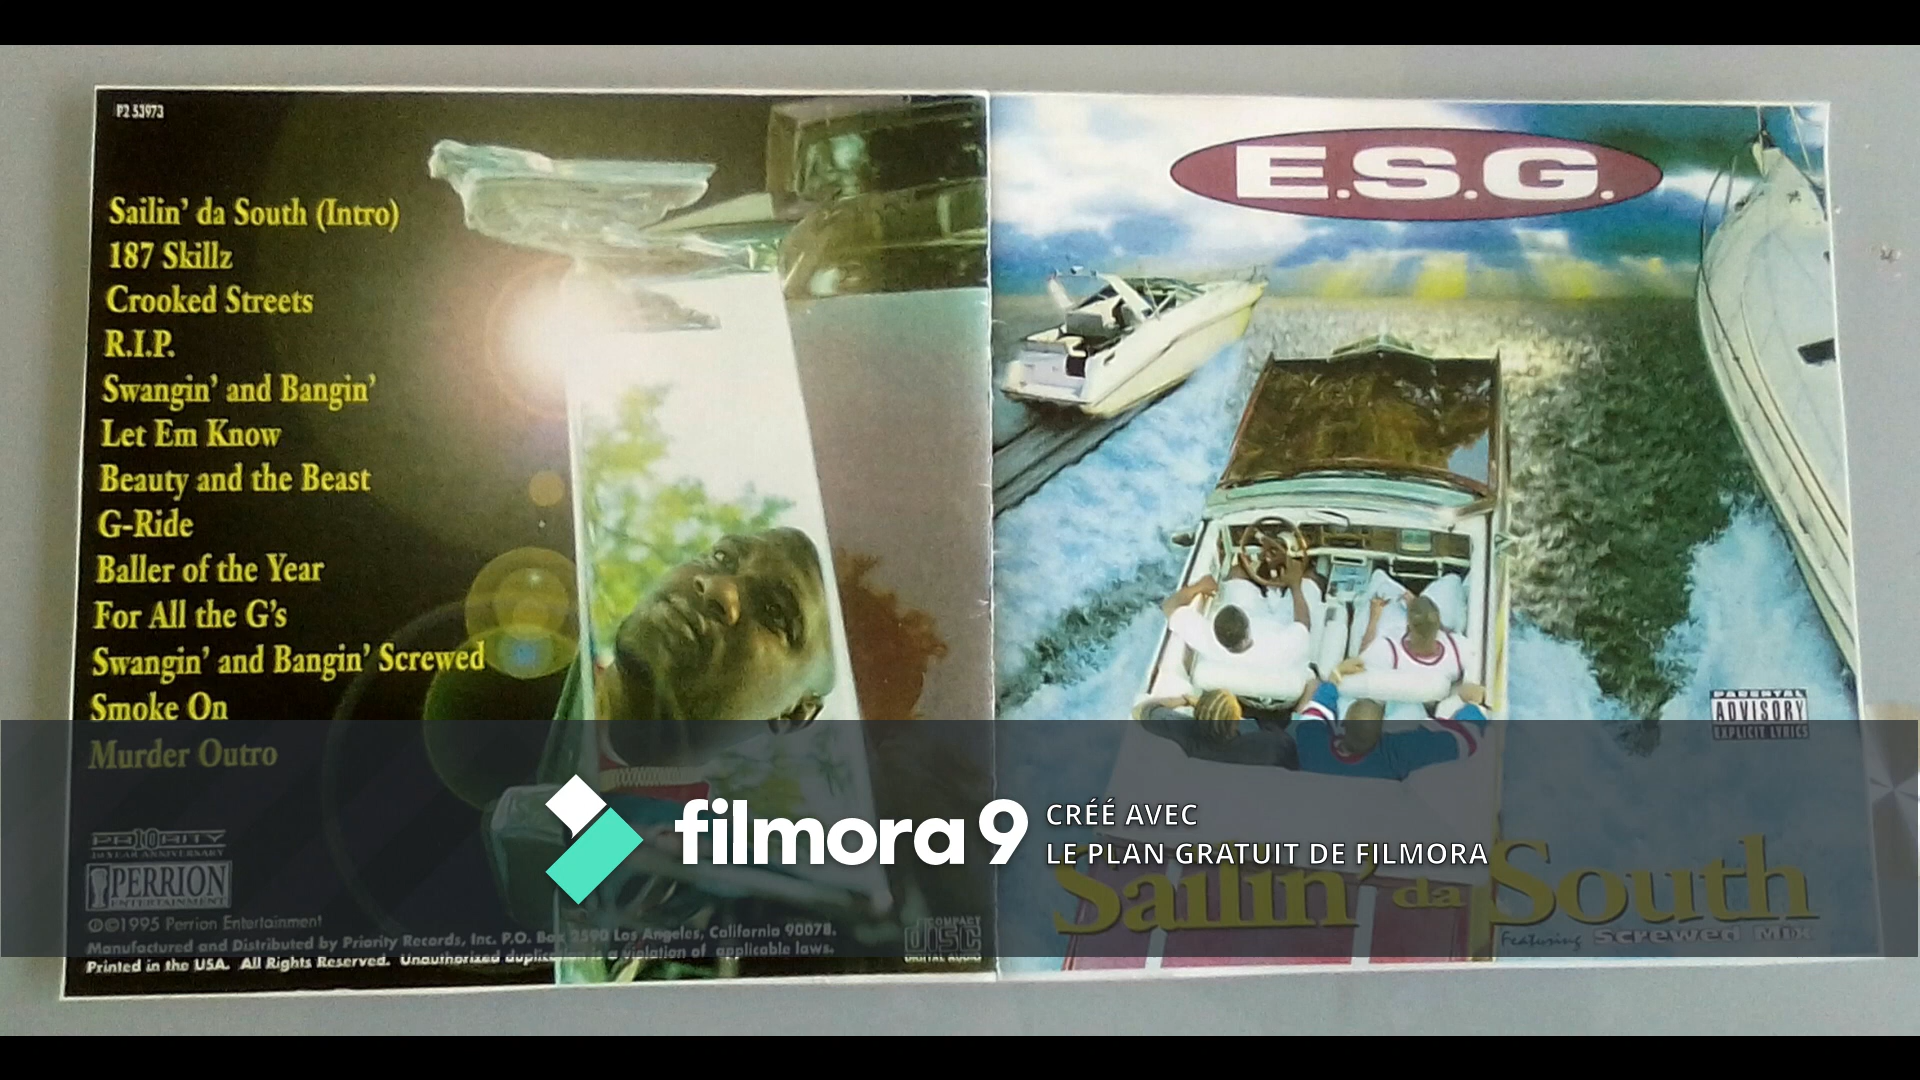 P2 53973
Sailin' da South (Intro)
187 Skillz
Crooked Streets
R.I.P.
Swangin' and Bangin'
Let Em Know
Beauty and the Beast
G-Ride
Baller of the Year
For All the G's
Swangin' and Bangin' Screwed
Smoke On
Murder Outro
PRIORITY
10 YEAR ANNIVERSARY
PERRION
ENTERTAINMENT
℗©1995 Perrion Entertainment
Manufactured and Distributed by Priority Records, Inc. P.O. Box 2590 Los Angeles, California 90078.
Printed in the USA. All Rights Reserved. Unauthorized duplication is a violation of applicable laws.
COMPACT
disc
DIGITAL AUDIO
E.S.G.
PARENTAL
ADVISORY
EXPLICIT LYRICS
Sailin' da South
Featuring Screwed Mix
filmora 9
CRÉÉ AVEC
LE PLAN GRATUIT DE FILMORA